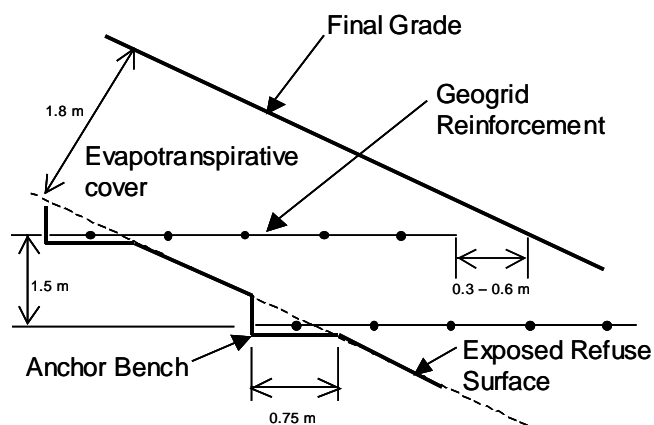 Final Grade
1.8 m
Geogrid
Reinforcement
Evapotranspirative
cover
1.5 m
0.3 – 0.6 m
Anchor Bench
Exposed Refuse
Surface
0.75 m